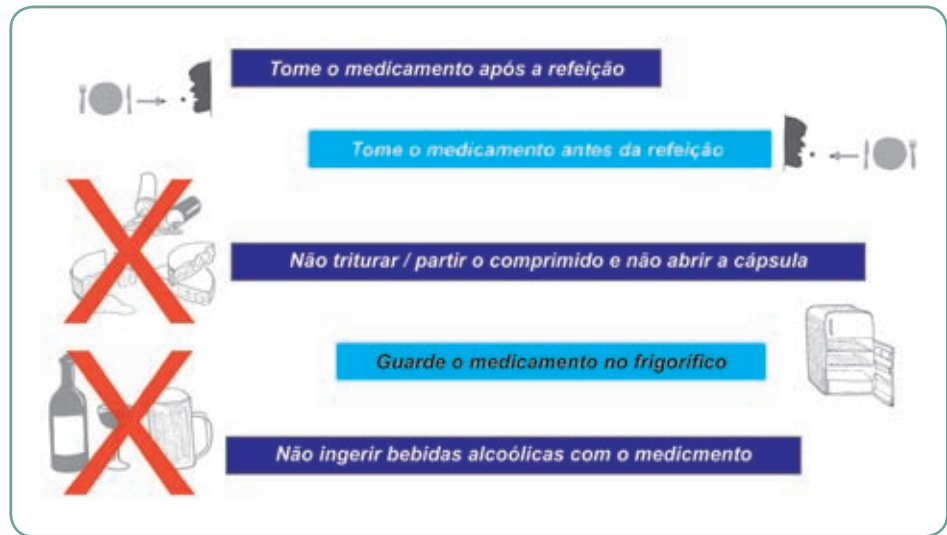 Tome o medicamento após a refeição
Tome o medicamento antes da refeição
Não triturar / partir o comprimido e não abrir a cápsula
Guarde o medicamento no frigorífico
Não ingerir bebidas alcoólicas com o medicmento